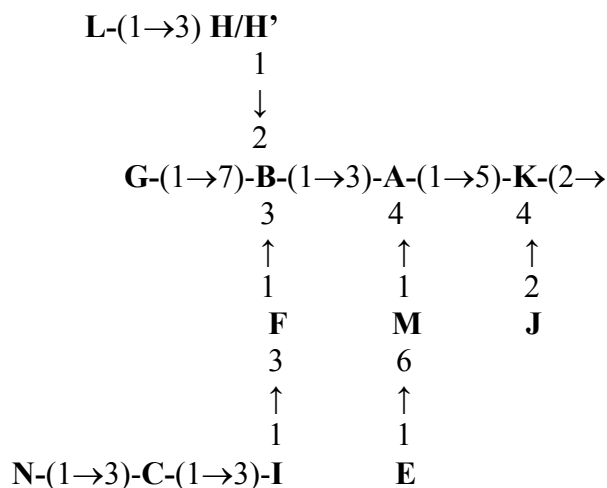 L-(1→3) H/H’
1
↓
2
G-(1→7)-B-(1→3)-A-(1→5)-K-(2→
3 4 4
↑ ↑ ↑
1 1 2
F M J
3 6
↑ ↑
1 1
N-(1→3)-C-(1→3)-I E